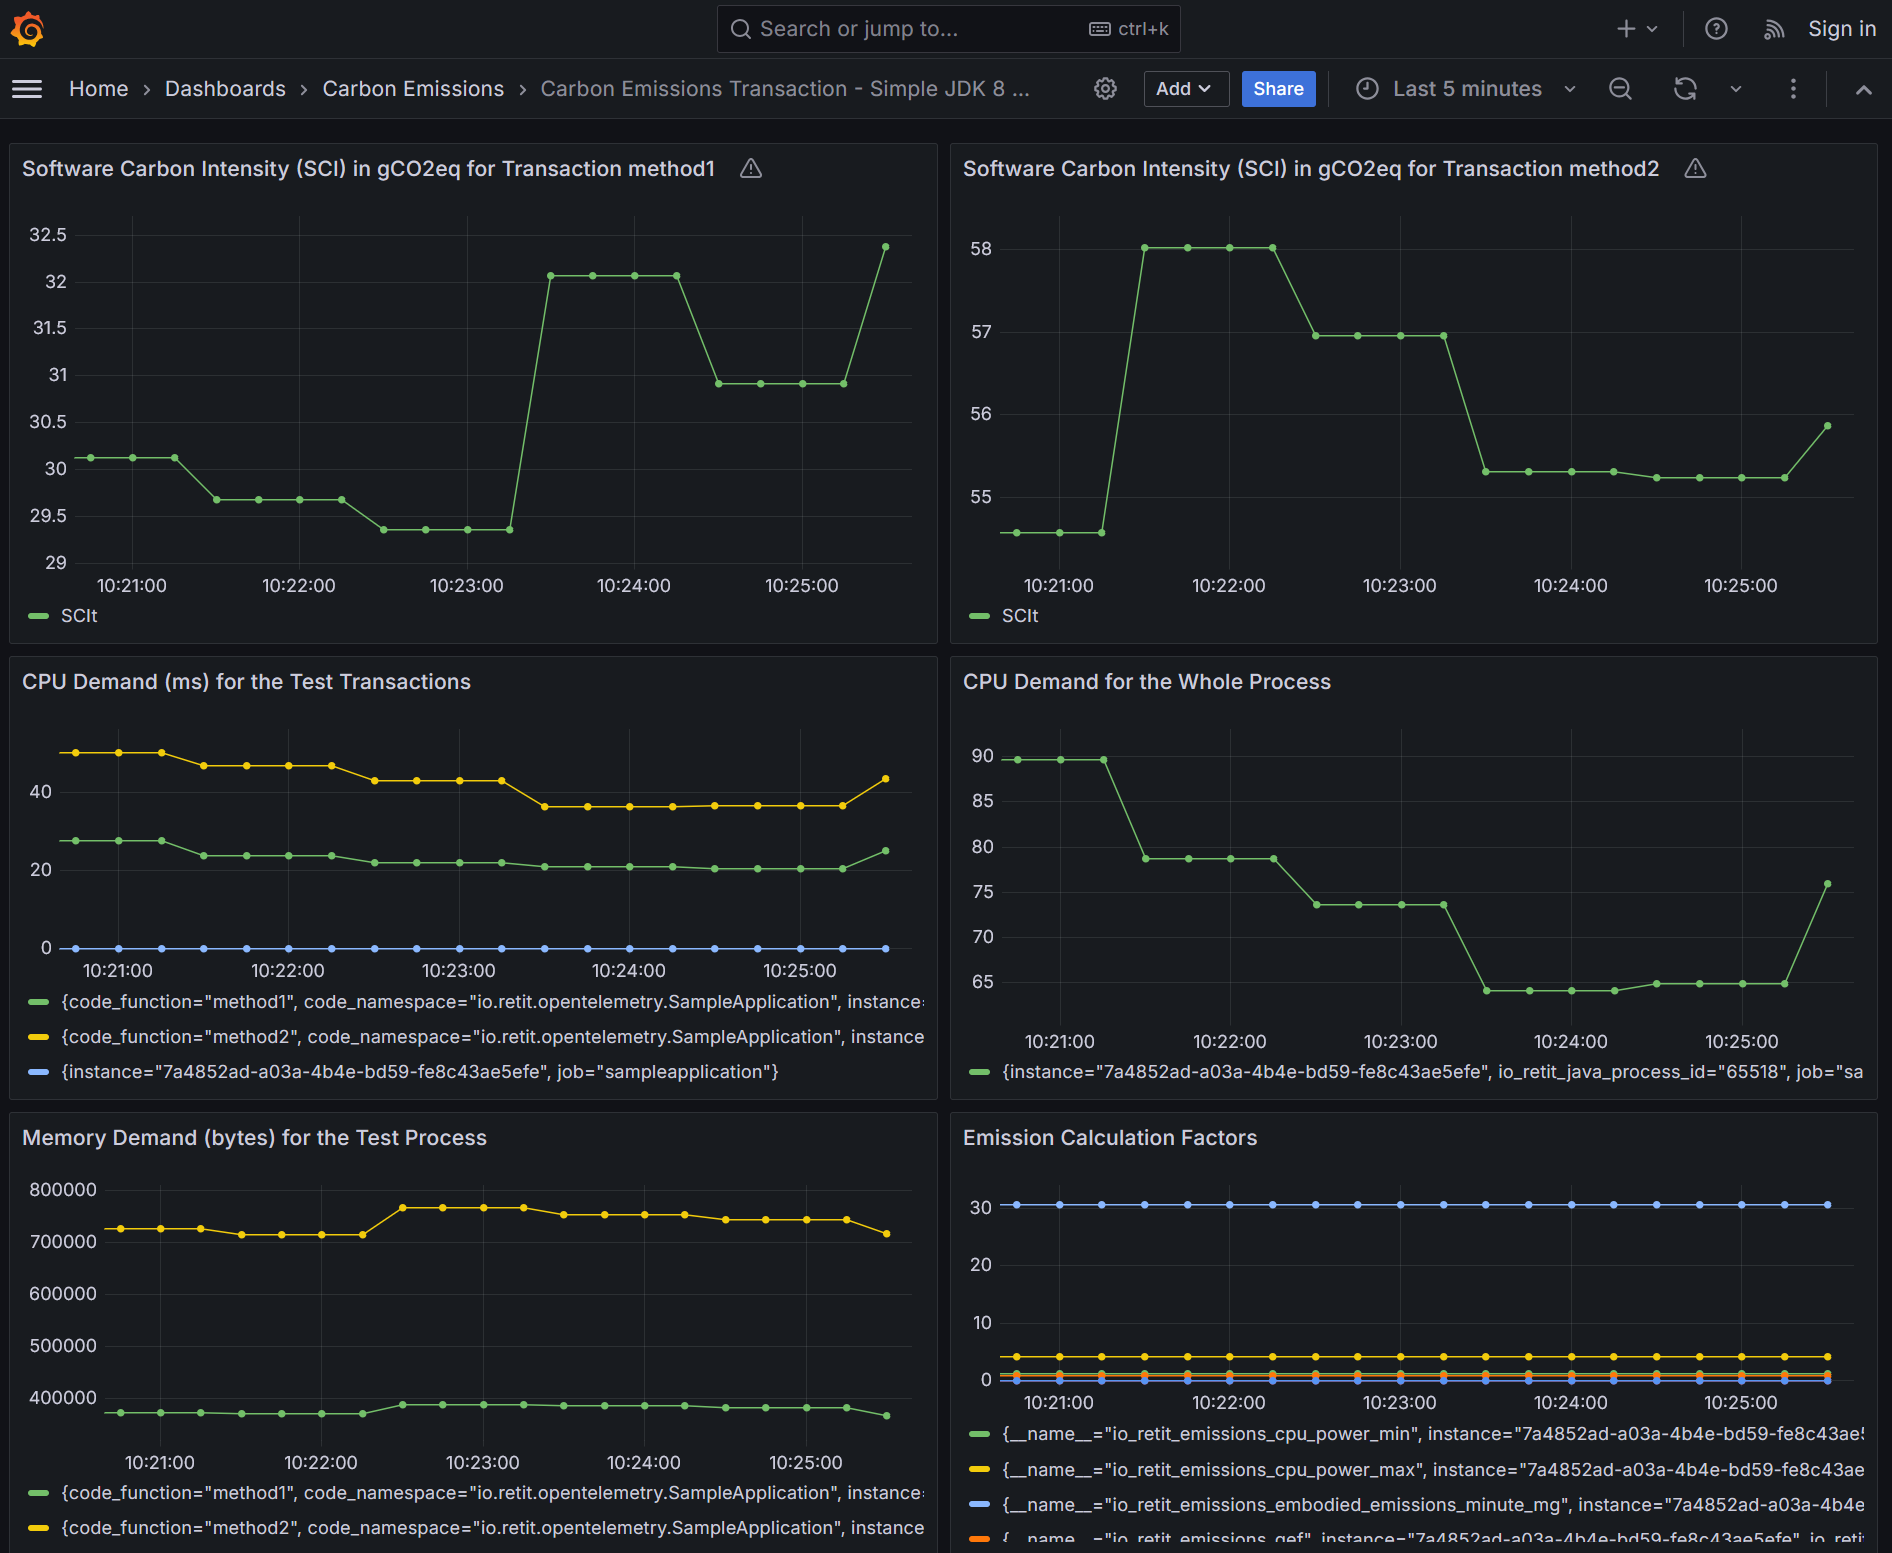 Search or jump to...
ctrl+k
Sign in
Home › Dashboards › Carbon Emissions › Carbon Emissions Transaction - Simple JDK 8 ...
Add
Share
Last 5 minutes
Software Carbon Intensity (SCI) in gCO2eq for Transaction method1
32.5
32
31.5
31
30.5
30
29.5
29
10:21:00 10:22:00 10:23:00 10:24:00 10:25:00
SCIt
Software Carbon Intensity (SCI) in gCO2eq for Transaction method2
58
57
56
55
10:21:00 10:22:00 10:23:00 10:24:00 10:25:00
SCIt
CPU Demand (ms) for the Test Transactions
40
20
0
10:21:00 10:22:00 10:23:00 10:24:00 10:25:00
{code_function="method1", code_namespace="io.retit.opentelemetry.SampleApplication", instance=
{code_function="method2", code_namespace="io.retit.opentelemetry.SampleApplication", instance
{instance="7a4852ad-a03a-4b4e-bd59-fe8c43ae5efe", job="sampleapplication"}
CPU Demand for the Whole Process
90
85
80
75
70
65
10:21:00 10:22:00 10:23:00 10:24:00 10:25:00
{instance="7a4852ad-a03a-4b4e-bd59-fe8c43ae5efe", io_retit_java_process_id="65518", job="sa
Memory Demand (bytes) for the Test Process
800000
700000
600000
500000
400000
10:21:00 10:22:00 10:23:00 10:24:00 10:25:00
{code_function="method1", code_namespace="io.retit.opentelemetry.SampleApplication", instance=
{code_function="method2", code_namespace="io.retit.opentelemetry.SampleApplication", instance
Emission Calculation Factors
30
20
10
0
10:21:00 10:22:00 10:23:00 10:24:00 10:25:00
{__name__="io_retit_emissions_cpu_power_min", instance="7a4852ad-a03a-4b4e-bd59-fe8c43ae5
{__name__="io_retit_emissions_cpu_power_max", instance="7a4852ad-a03a-4b4e-bd59-fe8c43ae
{__name__="io_retit_emissions_embodied_emissions_minute_mg", instance="7a4852ad-a03a-4b4e
{__name__="io_retit_emissions_gef", instance="7a4852ad-a03a-4b4e-bd59-fe8c43ae5efe", io_reti